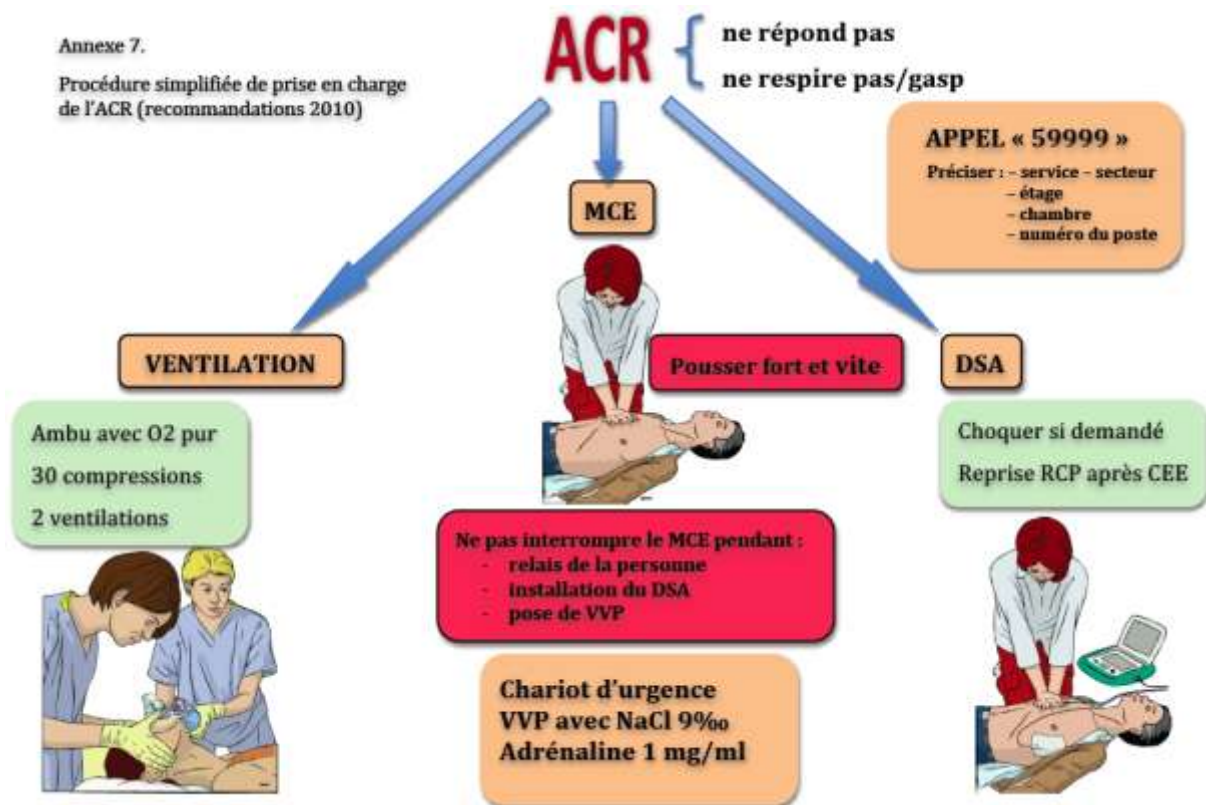 Annexe 7.
Procédure simplifiée de prise en charge
de l’ACR (recommandations 2010)
ACR
ne répond pas
ne respire pas/gasp
APPEL « 59999 »
Préciser : – service – secteur
– étage
– chambre
– numéro du poste
MCE
VENTILATION
Pousser fort et vite
DSA
Ambu avec O2 pur
30 compressions
2 ventilations
Choquer si demandé
Reprise RCP après CEE
Ne pas interrompre le MCE pendant :
- relais de la personne
- installation du DSA
- pose de VVP
Chariot d’urgence
VVP avec NaCl 9‰
Adrénaline 1 mg/ml